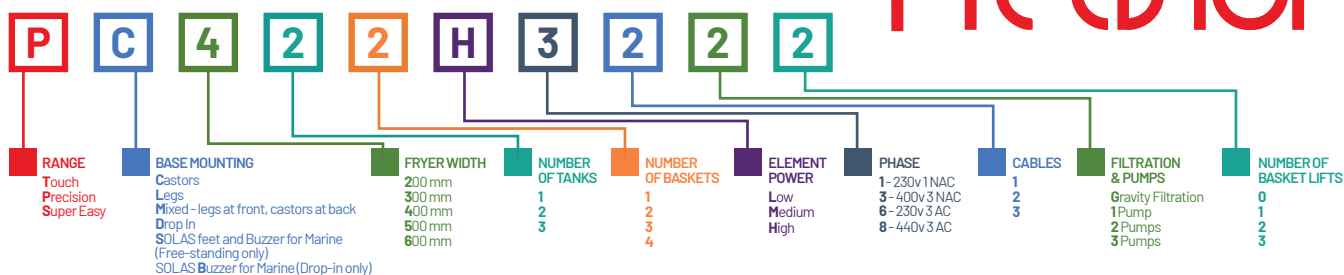 P C 4 2 2 H 3 2 2 2
RANGE
Touch
Precision
Super Easy
BASE MOUNTING
Castors
Legs
Mixed - legs at front, castors at back
Drop In
SOLAS feet and Buzzer for Marine
(Free-standing only)
SOLAS Buzzer for Marine (Drop-in only)
FRYER WIDTH
200 mm
300 mm
400 mm
500 mm
600 mm
NUMBER
OF TANKS
1
2
3
NUMBER
OF BASKETS
1
2
3
4
ELEMENT
POWER
Low
Medium
High
PHASE
1 - 230v 1 NAC
3 - 400v 3 NAC
6 - 230v 3 AC
8 - 440v 3 AC
CABLES
1
2
3
FILTRATION
& PUMPS
Gravity Filtration
1 Pump
2 Pumps
3 Pumps
NUMBER OF
BASKET LIFTS
0
1
2
3